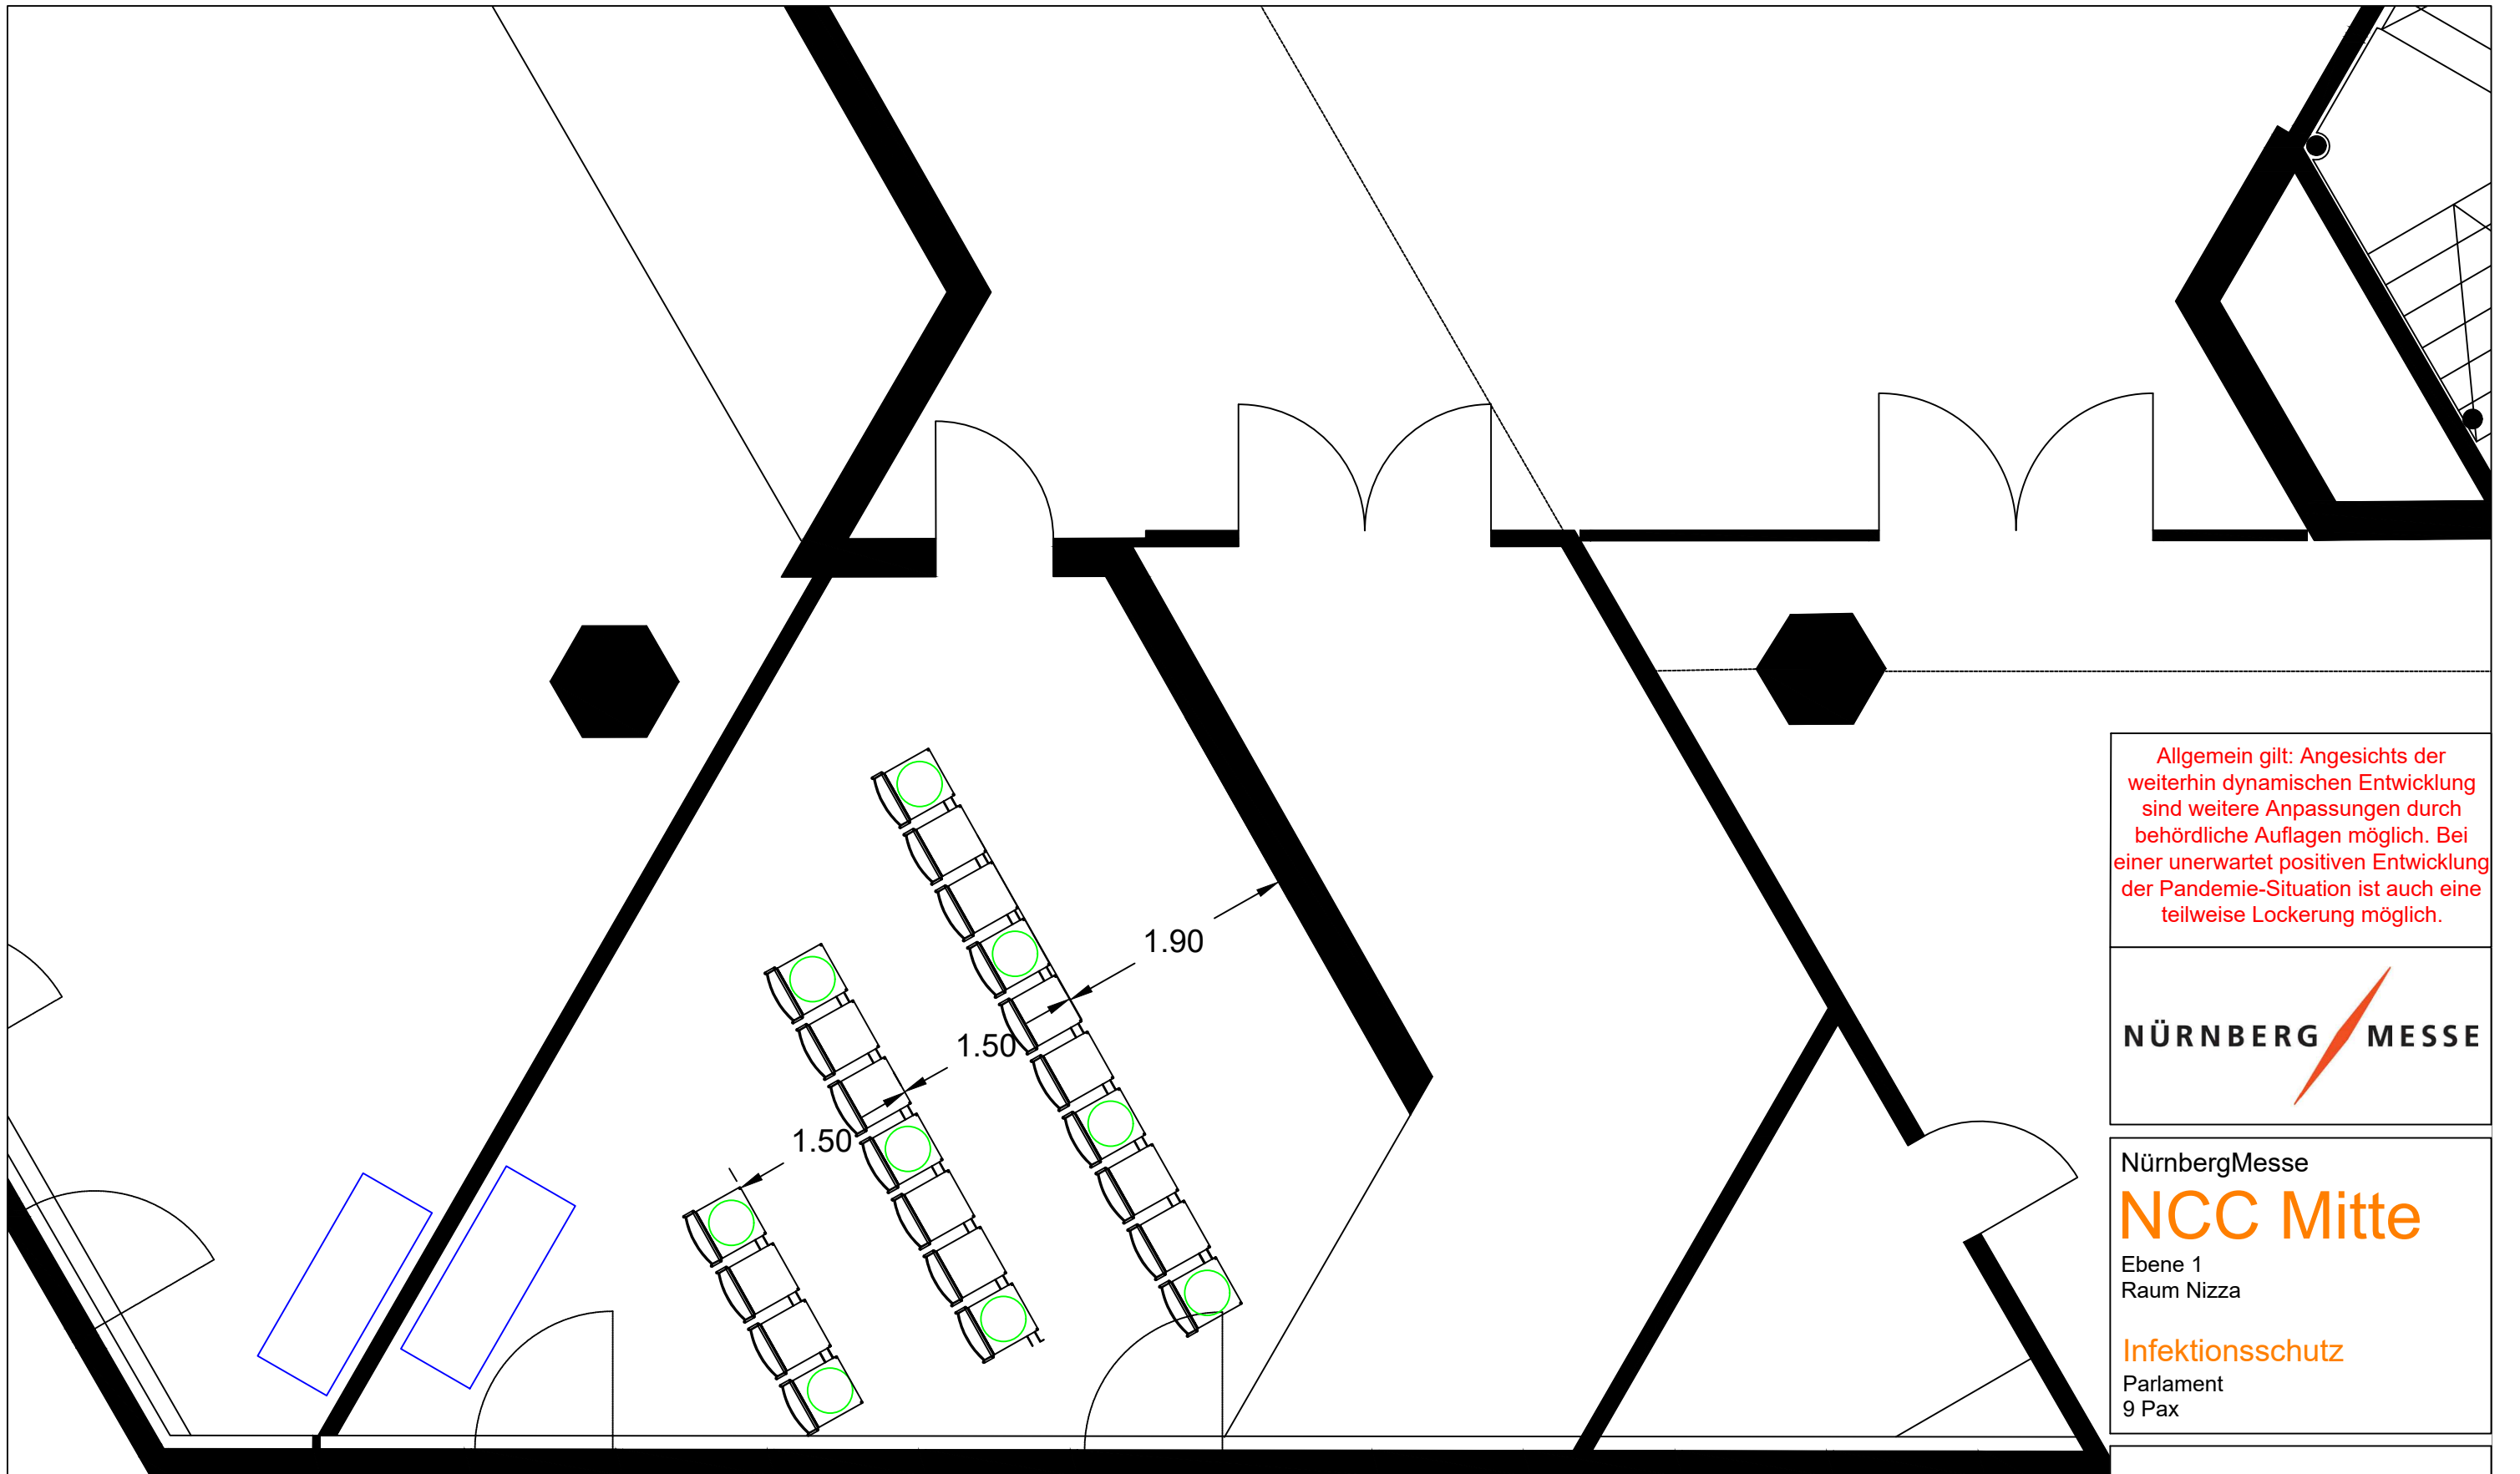 1.90
1.50
1.50
Allgemein gilt: Angesichts der
weiterhin dynamischen Entwicklung
sind weitere Anpassungen durch
behördliche Auflagen möglich. Bei
einer unerwartet positiven Entwicklung
der Pandemie-Situation ist auch eine
teilweise Lockerung möglich.
NÜRNBERG MESSE
NürnbergMesse
NCC Mitte
Ebene 1
Raum Nizza
Infektionsschutz
Parlament
9 Pax